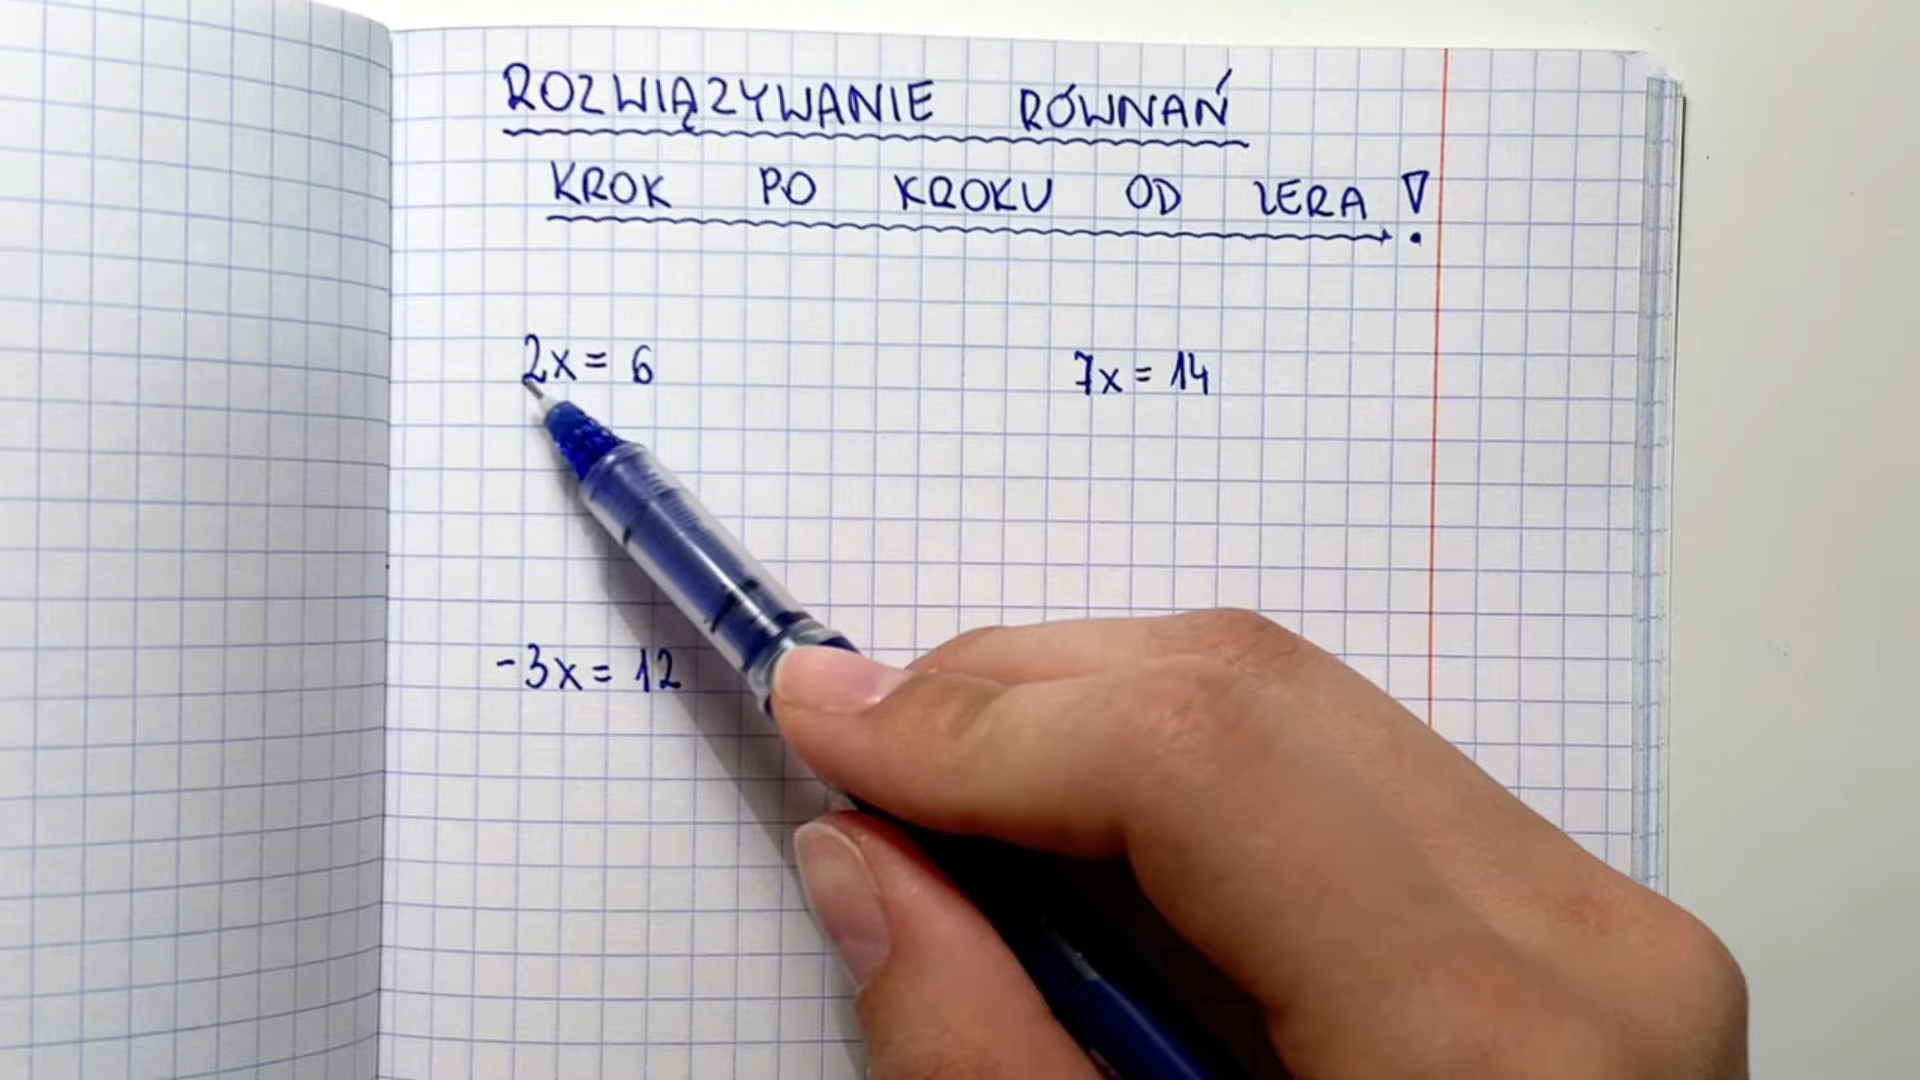 ROZWIĄZYWANIE RÓWNAŃ
KROK PO KROKU OD ZERA!
2x = 6
7x = 14
-3x = 12